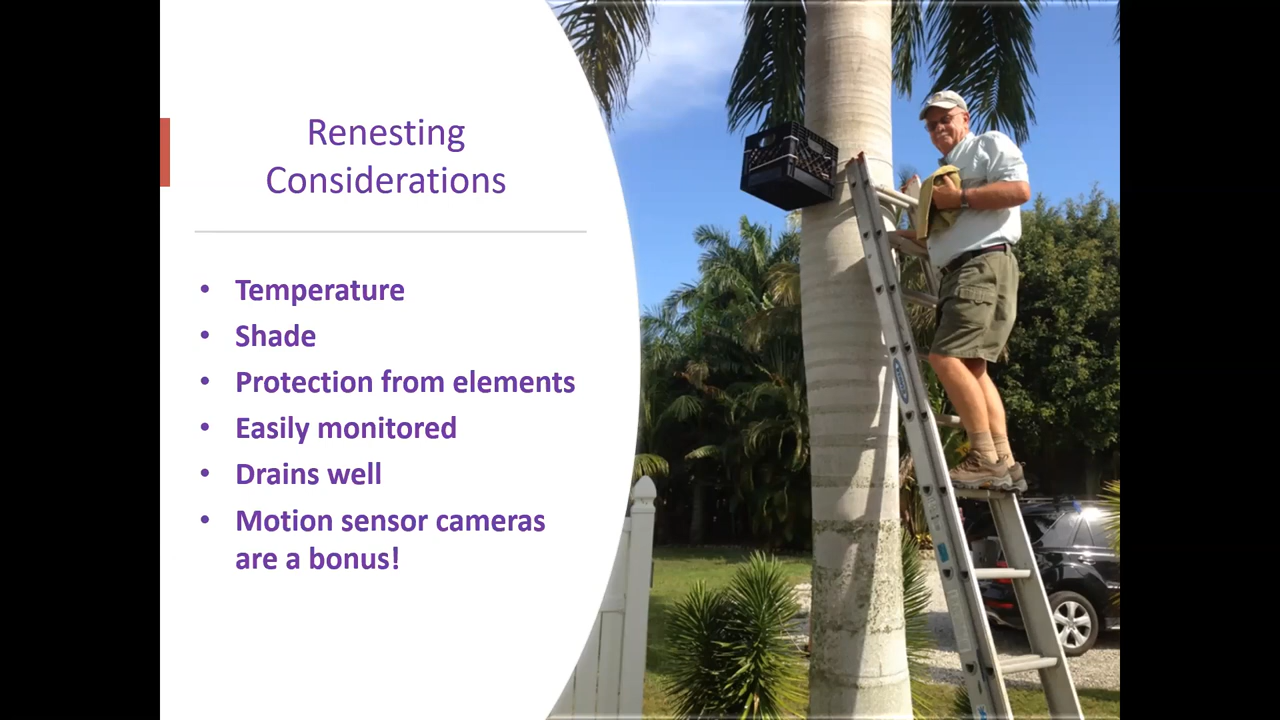 Renesting
Considerations
• Temperature
• Shade
• Protection from elements
• Easily monitored
• Drains well
• Motion sensor cameras
are a bonus!